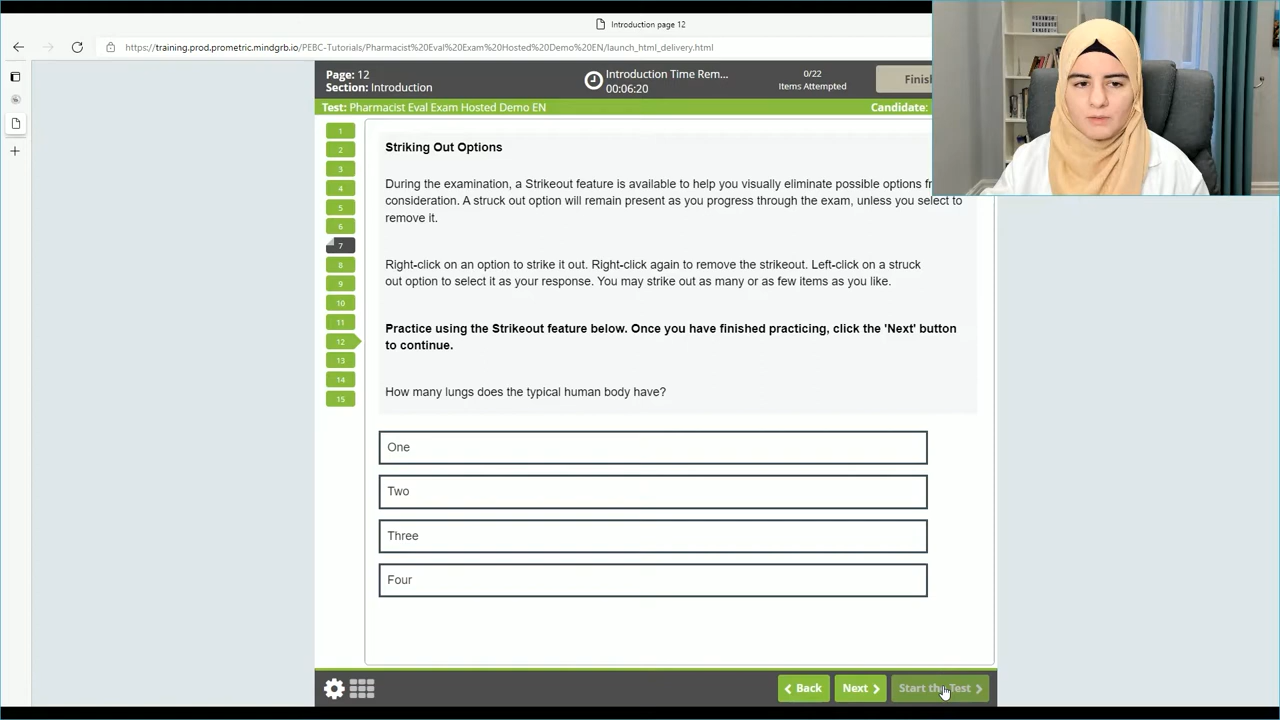 Introduction page 12
https://training.prod.prometric.mindgrb.io/PEBC-Tutorials/Pharmacist%20Eval%20Exam%20Hosted%20Demo%20EN/launch_html_delivery.html
Page: 12
Section: Introduction
Introduction Time Rem...
00:06:20
0/22
Items Attempted
Test: Pharmacist Eval Exam Hosted Demo EN
Candidate:
1
2
3
4
5
6
7
8
9
10
11
12
13
14
15
Striking Out Options
During the examination, a Strikeout feature is available to help you visually eliminate possible options
consideration. A struck out option will remain present as you progress through the exam, unless you select to
remove it.
Right-click on an option to strike it out. Right-click again to remove the strikeout. Left-click on a struck
out option to select it as your response. You may strike out as many or as few items as you like.
Practice using the Strikeout feature below. Once you have finished practicing, click the 'Next' button
to continue.
How many lungs does the typical human body have?
One
Two
Three
Four
Back
Next
Start the Test